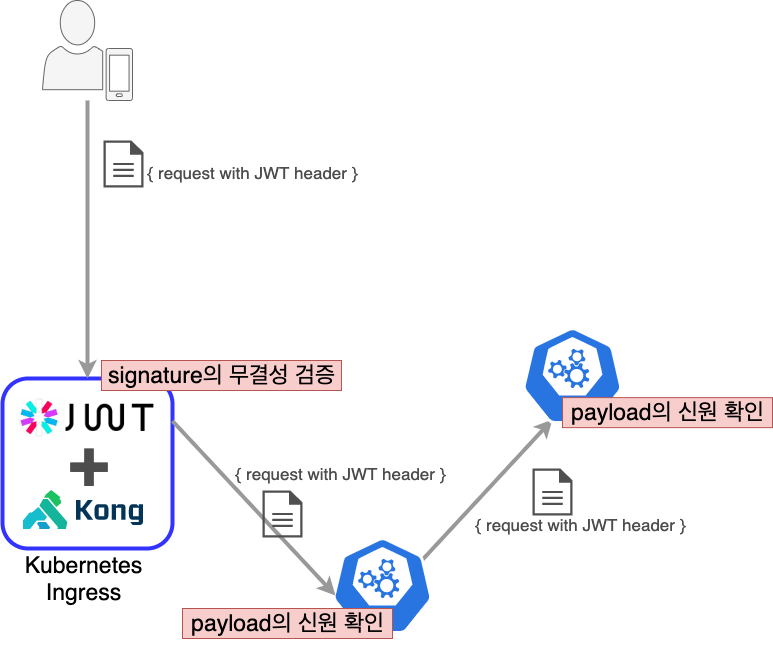 { request with JWT header }
signature의 무결성 검증
JWT
Kong
Kubernetes
Ingress
{ request with JWT header }
payload의 신원 확인
{ request with JWT header }
payload의 신원 확인